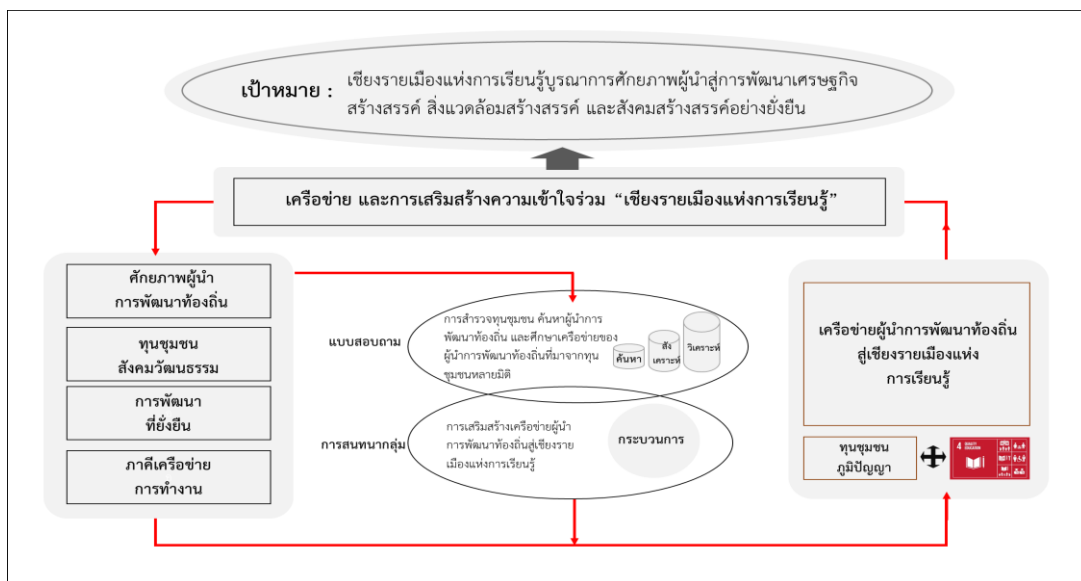 เป้าหมาย :
เชียงรายเมืองแห่งการเรียนรู้บูรณาการศักยภาพผู้นำสู่การพัฒนาเศรษฐกิจ
สร้างสรรค์ สิ่งแวดล้อมสร้างสรรค์ และสังคมสร้างสรรค์อย่างยั่งยืน
เครือข่าย และการเสริมสร้างความเข้าใจร่วม “เชียงรายเมืองแห่งการเรียนรู้”
ศักยภาพผู้นำ
การพัฒนาท้องถิ่น
ทุนชุมชน
สังคมวัฒนธรรม
การพัฒนา
ที่ยั่งยืน
ภาคีเครือข่าย
การทำงาน
แบบสอบถาม
การสำรวจทุนชุมชน ค้นหาผู้นำการ
พัฒนาท้องถิ่น และศึกษาเครือข่ายของ
ผู้นำการพัฒนาท้องถิ่นที่มาจากทุน
ชุมชนหลายมิติ
ค้นหา
สัง
เคราะห์
วิเคราะห์
การสนทนากลุ่ม
การเสริมสร้างเครือข่ายผู้นำ
การพัฒนาท้องถิ่นสู่เชียงราย
เมืองแห่งการเรียนรู้
กระบวนการ
เครือข่ายผู้นำการพัฒนาท้องถิ่น
สู่เชียงรายเมืองแห่ง
การเรียนรู้
ทุนชุมชน
ภูมิปัญญา
4 QUALITY
EDUCATION